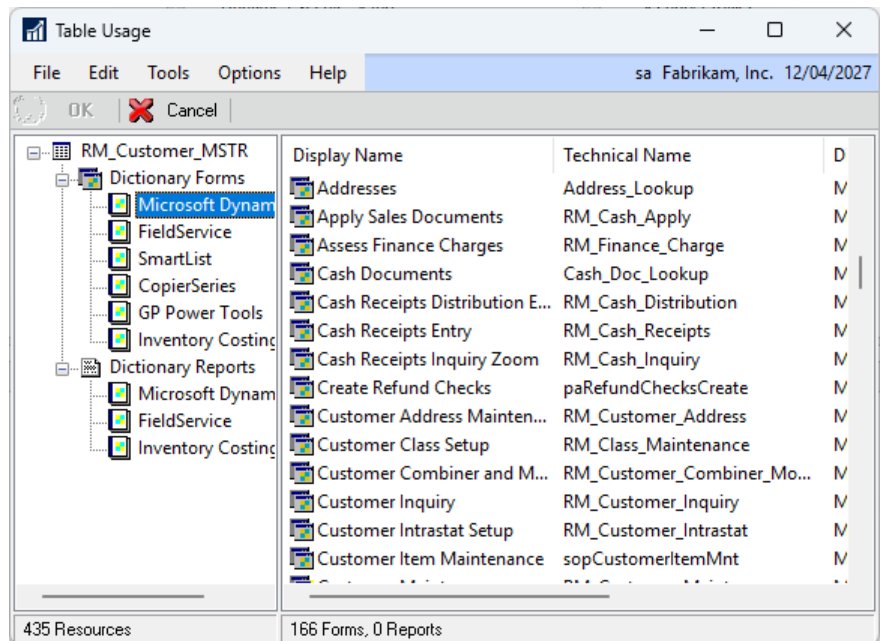 Table Usage
File Edit Tools Options Help sa Fabrikam, Inc. 12/04/2027
OK Cancel
RM_Customer_MSTR
Dictionary Forms
Microsoft Dynam
FieldService
SmartList
CopierSeries
GP Power Tools
Inventory Costing
Dictionary Reports
Microsoft Dynam
FieldService
Inventory Costing
Display Name Technical Name D
Addresses Address_Lookup M
Apply Sales Documents RM_Cash_Apply M
Assess Finance Charges RM_Finance_Charge M
Cash Documents Cash_Doc_Lookup M
Cash Receipts Distribution E... RM_Cash_Distribution M
Cash Receipts Entry RM_Cash_Receipts M
Cash Receipts Inquiry Zoom RM_Cash_Inquiry M
Create Refund Checks paRefundChecksCreate M
Customer Address Mainten... RM_Customer_Address M
Customer Class Setup RM_Class_Maintenance M
Customer Combiner and M... RM_Customer_Combiner_Mo... M
Customer Inquiry RM_Customer_Inquiry M
Customer Intrastat Setup RM_Customer_Intrastat M
Customer Item Maintenance sopCustomerItemMnt M
435 Resources 166 Forms, 0 Reports